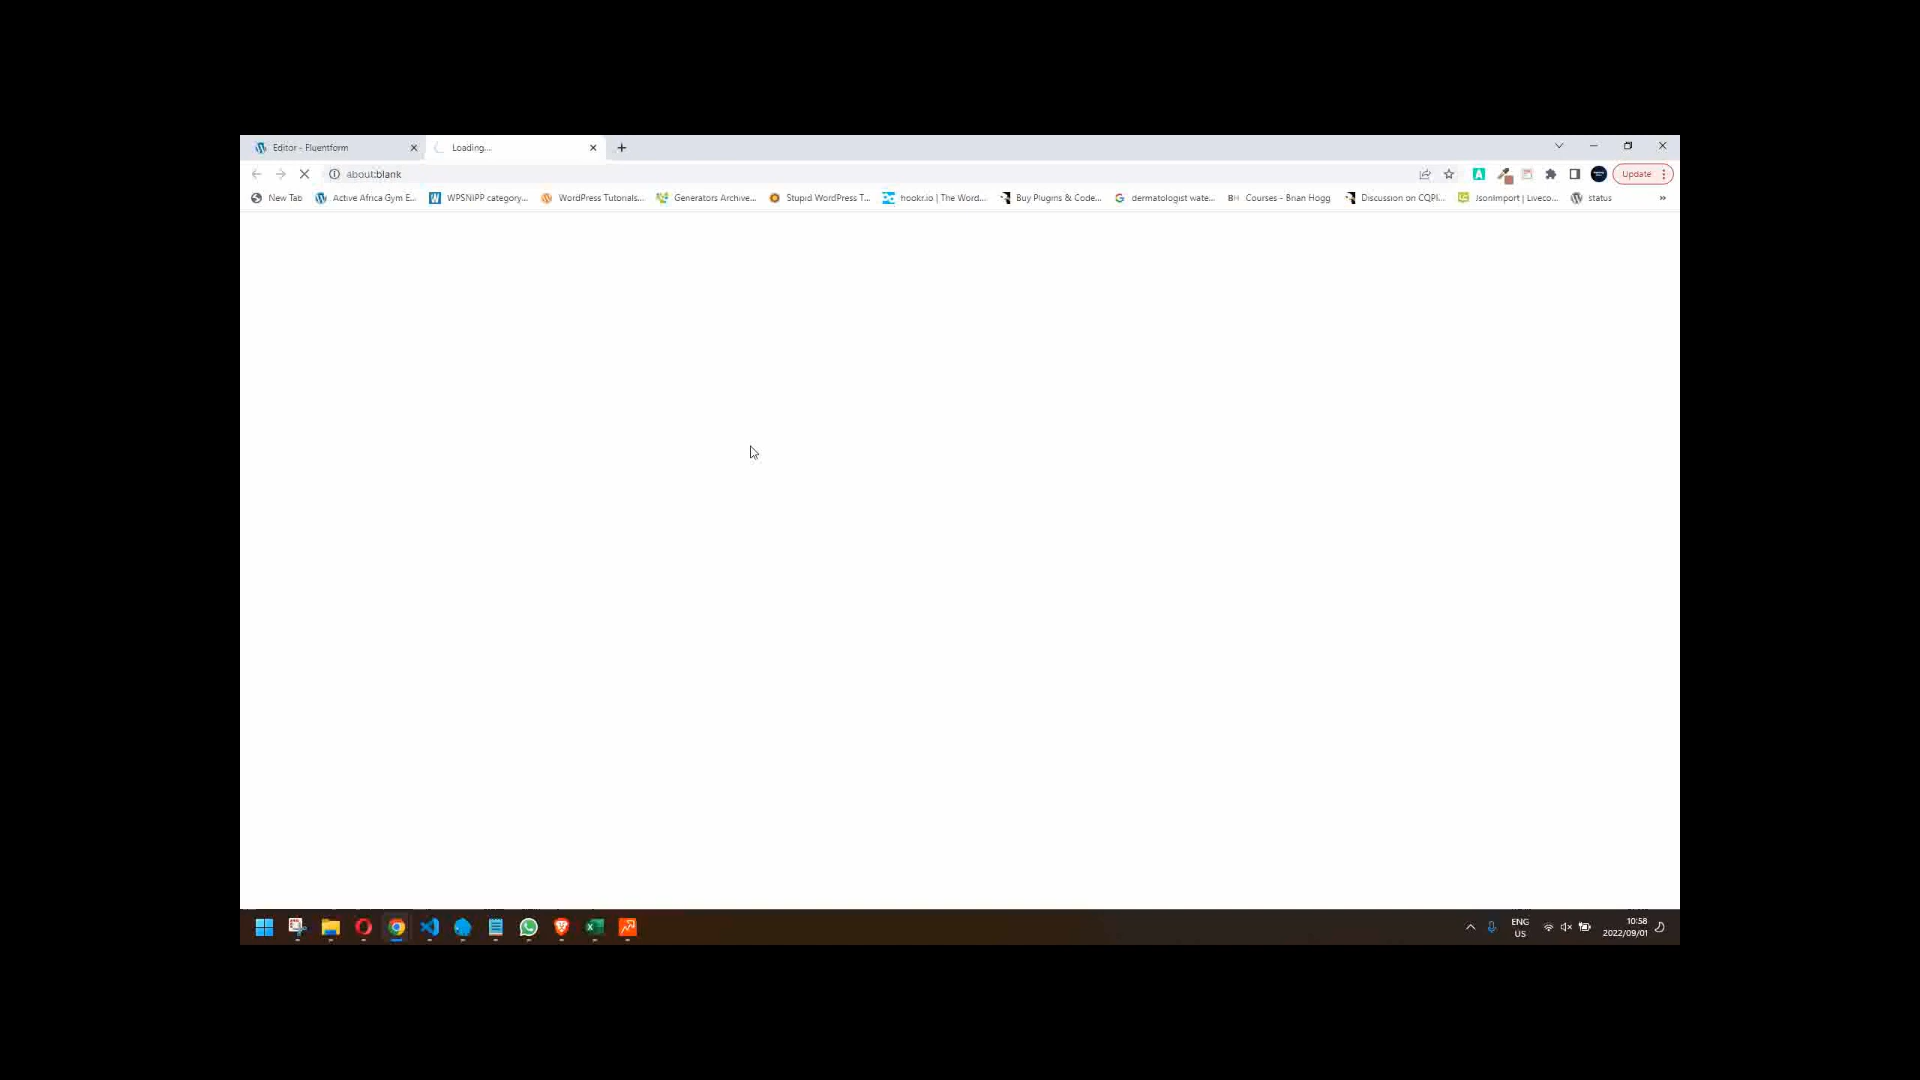 Editor - Fluentform
Loading...
about:blank
Update
New Tab
Active Africa Gym E...
WPSNIPP category...
WordPress Tutorials...
Generators Archive...
Stupid WordPress T...
hookr.io | The Word...
Buy Plugins & Code...
dermatologist wate...
BH Courses - Brian Hogg
Discussion on CQPI...
JsonImport | Liveco...
status
ENG
US
10:58
2022/09/01